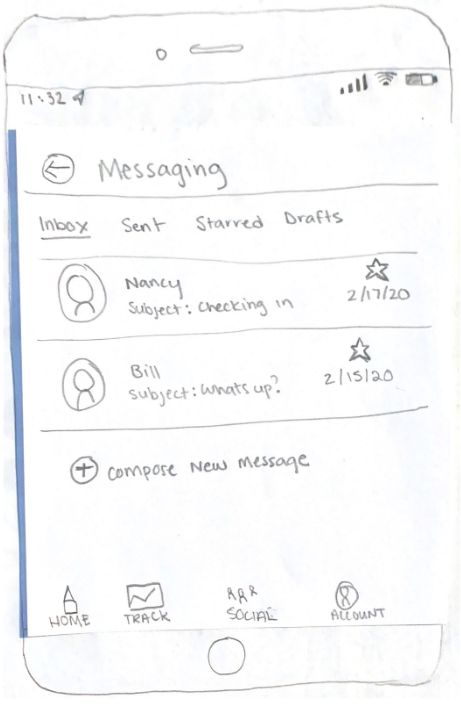 11:32
Messaging
Inbox Sent Starred Drafts
Nancy
Subject: Checking in
2/17/20
Bill
Subject: Whats up?
2/15/20
Compose New Message
HOME TRACK SOCIAL ACCOUNT